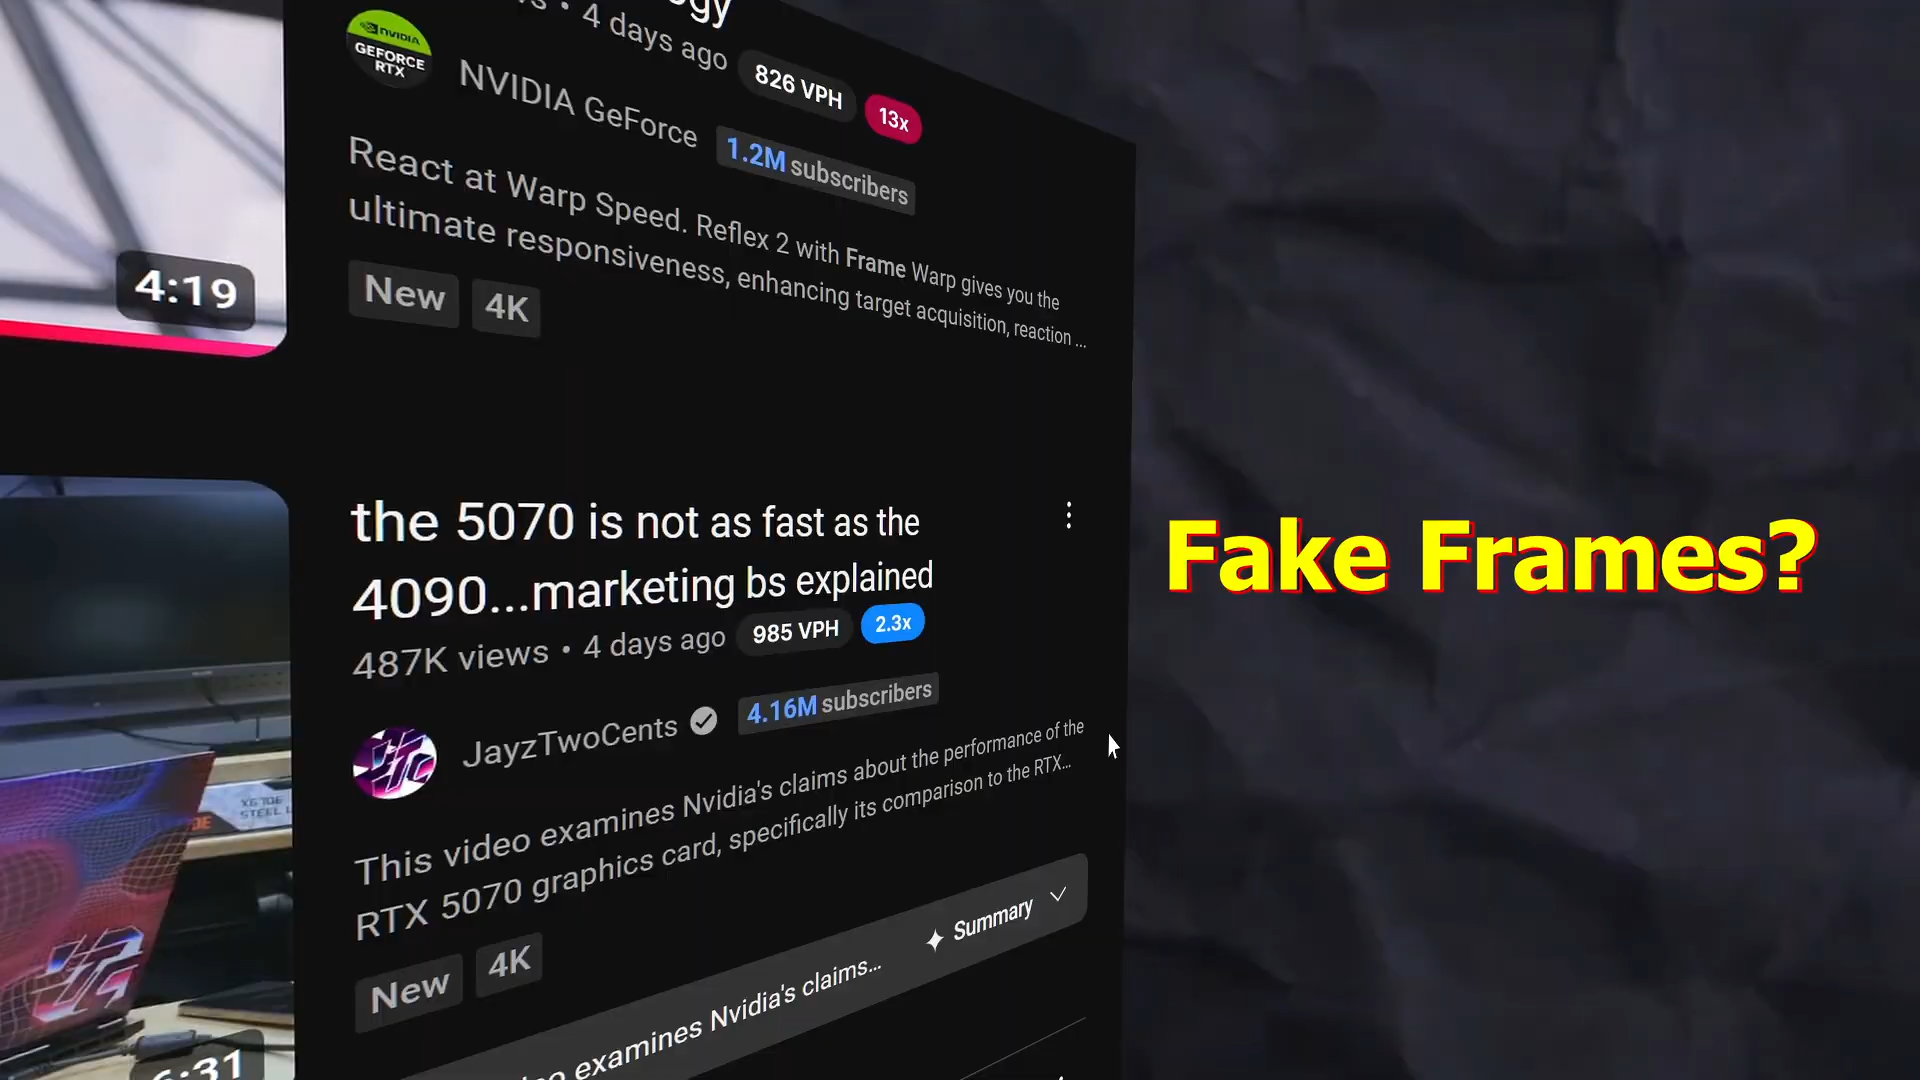 4 days ago
826 VPH
13x
NVIDIA
GEFORCE
RTX
NVIDIA GeForce
1.2M subscribers
React at Warp Speed. Reflex 2 with Frame Warp gives you the
ultimate responsiveness, enhancing target acquisition, reaction ...
4:19
New
4K
the 5070 is not as fast as the
4090...marketing bs explained
487K views • 4 days ago
985 VPH
2.3x
JayzTwoCents
4.16M subscribers
This video examines Nvidia's claims about the performance of the
RTX 5070 graphics card, specifically its comparison to the RTX...
New
4K
Summary
examines Nvidia's claims...
Fake Frames?